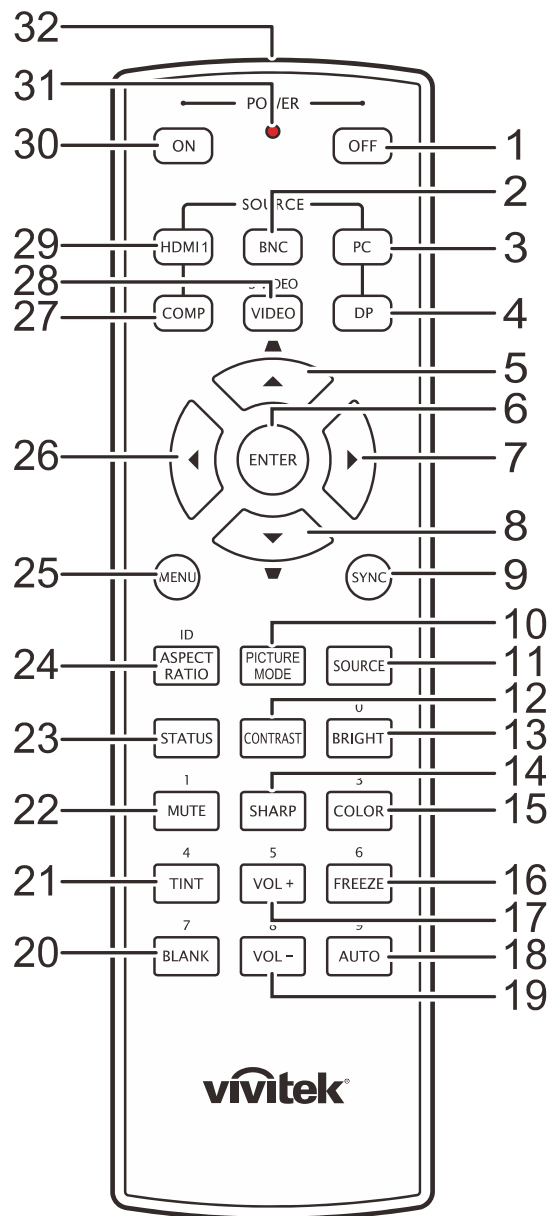 32
31
POWER
30 ON OFF 1
2
SOURCE
29 HDMI 1 BNC PC 3
28 S-VIDEO
27 COMP VIDEO DP 4
5
6
26 ENTER 7
8
25 MENU SYNC 9
10
ID
24 ASPECT RATIO PICTURE MODE SOURCE 11
12
0
23 STATUS CONTRAST BRIGHT 13
14
1 3
22 MUTE SHARP COLOR 15
4 5 6
21 TINT VOL + FREEZE 16
17
7 8 9
20 BLANK VOL - AUTO 18
19
vivitek®